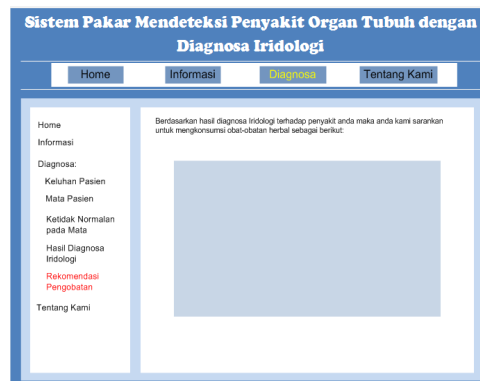 Sistem Pakar Mendeteksi Penyakit Organ Tubuh dengan
Diagnosa Iridologi
Home Informasi Diagnosa Tentang Kami
Home
Informasi
Diagnosa:
Keluhan Pasien
Mata Pasien
Ketidak Normalan
pada Mata
Hasil Diagnosa
Iridologi
Rekomendasi
Pengobatan
Tentang Kami
Berdasarkan hasil diagnosa Iridologi terhadap penyakit anda maka anda kami sarankan
untuk mengkonsumsi obat-obatan herbal sebagai berikut: